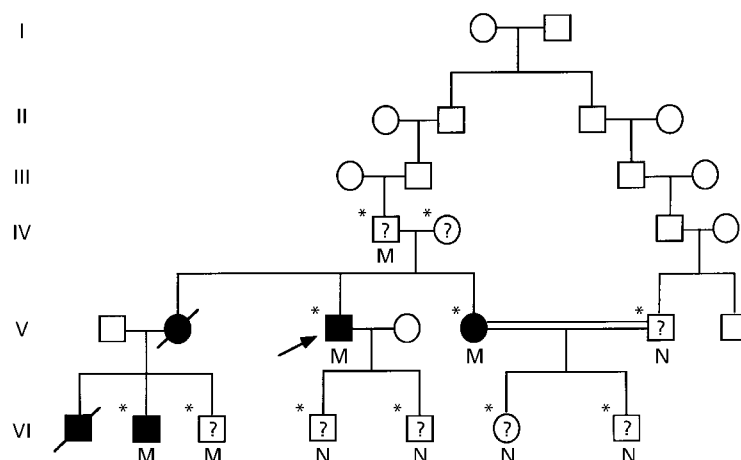 I
II
III
* *
IV ? ?
M
* * *
V ?
M M N
* * * * * *
VI ? ? ? ? ?
M M N N N N